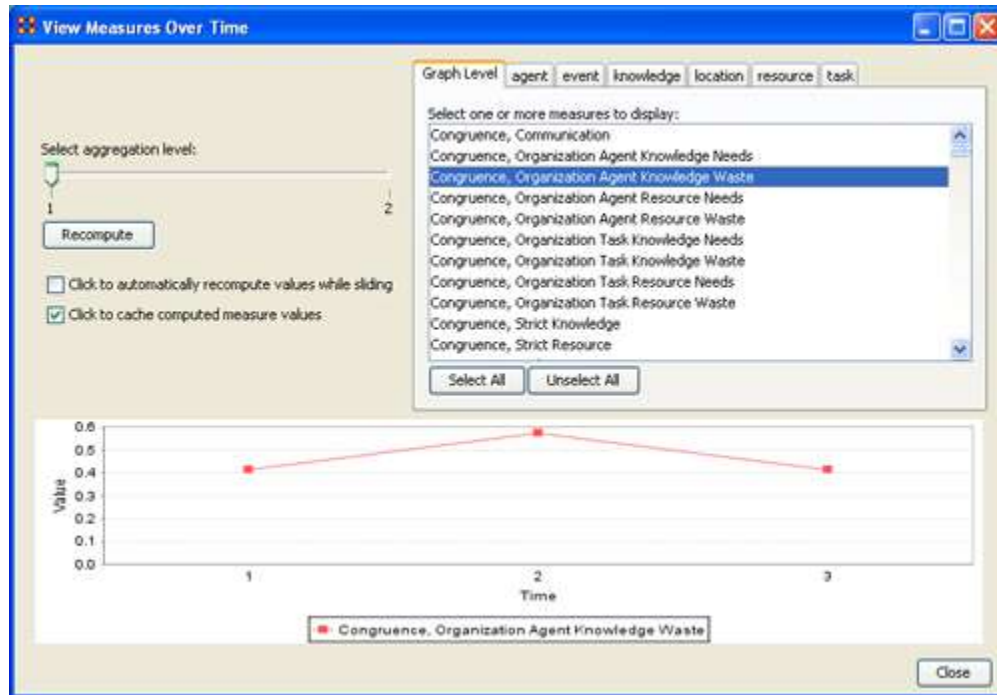 View Measures Over Time
Graph Level agent event knowledge location resource task
Select one or more measures to display:
Congruence, Communication
Congruence, Organization Agent Knowledge Needs
Congruence, Organization Agent Knowledge Waste
Congruence, Organization Agent Resource Needs
Congruence, Organization Agent Resource Waste
Congruence, Organization Task Knowledge Needs
Congruence, Organization Task Knowledge Waste
Congruence, Organization Task Resource Needs
Congruence, Organization Task Resource Waste
Congruence, Strict Knowledge
Congruence, Strict Resource
Select All Unselect All
Select aggregation level:
1 2
Recompute
Click to automatically recompute values while sliding
Click to cache computed measure values
Value
0.6
0.5
0.4
0.3
0.2
0.1
0.0
1 2 3
Time
Congruence, Organization Agent Knowledge Waste
Close